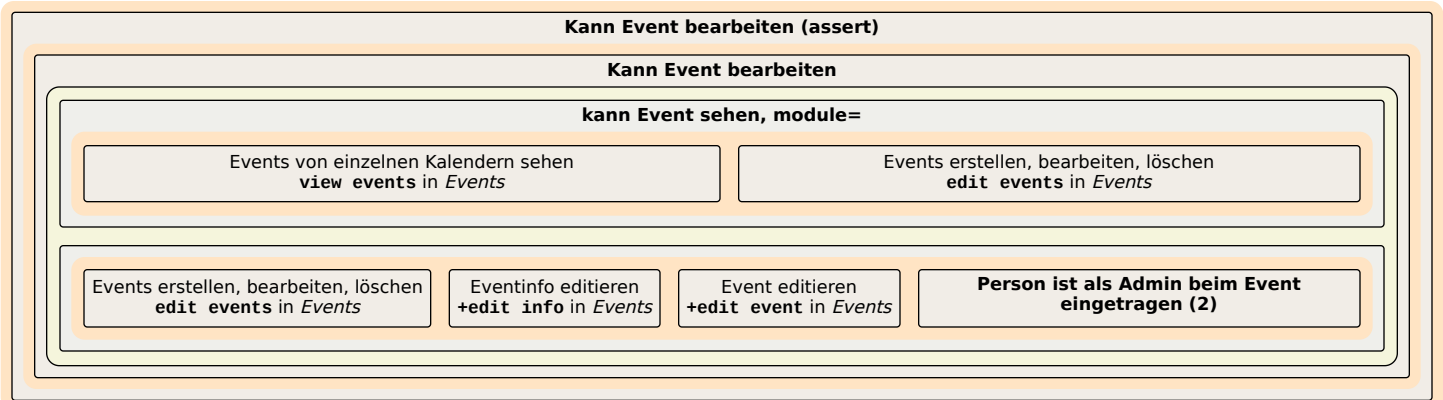 Kann Event bearbeiten (assert)
Kann Event bearbeiten
kann Event sehen, module=
Events von einzelnen Kalendern sehen
view events in Events
Events erstellen, bearbeiten, löschen
edit events in Events
Events erstellen, bearbeiten, löschen
edit events in Events
Eventinfo editieren
+edit info in Events
Event editieren
+edit event in Events
Person ist als Admin beim Event
eingetragen (2)